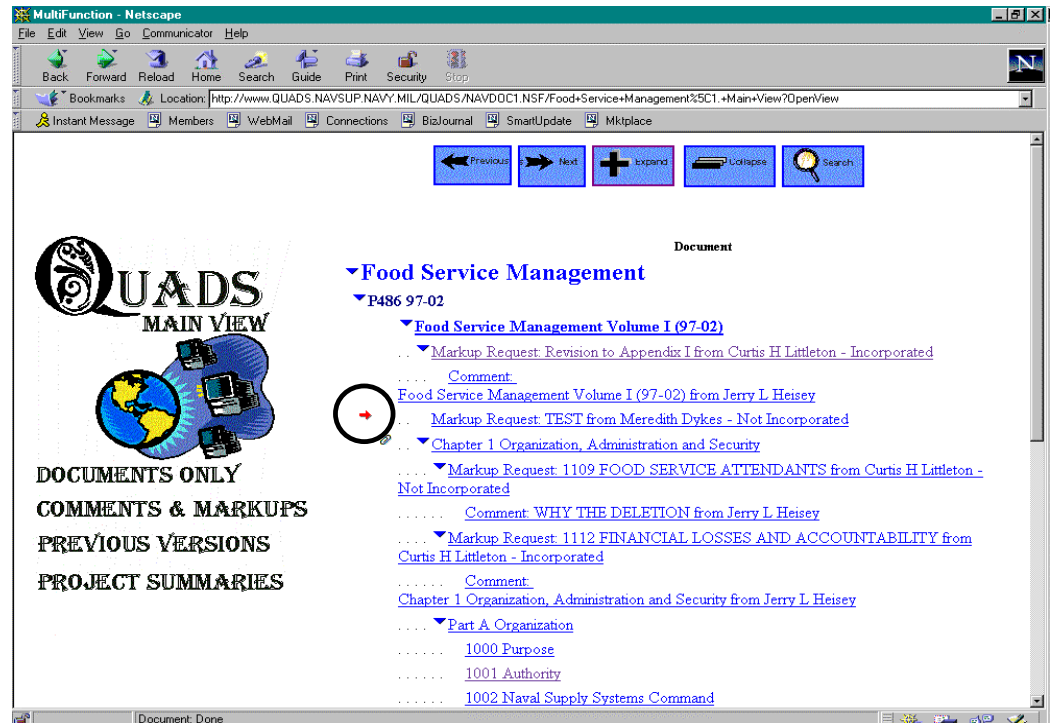 MultiFunction - Netscape
File Edit View Go Communicator Help
Back Forward Reload Home Search Guide Print Security Stop
N
Bookmarks Location: http://www.QUADS.NAVSUP.NAVY.MIL/QUADS/NAVDOC1.NSF/Food+Service+Management%5C1.+Main+View?OpenView
Instant Message Members WebMail Connections BizJournal SmartUpdate Mktplace
Previous Next Expand Collapse Search
Document
QUADS
MAIN VIEW
DOCUMENTS ONLY
COMMENTS & MARKUPS
PREVIOUS VERSIONS
PROJECT SUMMARIES
Food Service Management
P486 97-02
Food Service Management Volume I (97-02)
. . Markup Request: Revision to Appendix I from Curtis H Littleton - Incorporated
. . . . Comment:
Food Service Management Volume I (97-02) from Jerry L Heisey
. . Markup Request: TEST from Meredith Dykes - Not Incorporated
. . Chapter 1 Organization, Administration and Security
. . . . Markup Request: 1109 FOOD SERVICE ATTENDANTS from Curtis H Littleton -
Not Incorporated
. . . . . . Comment: WHY THE DELETION from Jerry L Heisey
. . . . Markup Request: 1112 FINANCIAL LOSSES AND ACCOUNTABILITY from
Curtis H Littleton - Incorporated
. . . . . . Comment:
Chapter 1 Organization, Administration and Security from Jerry L Heisey
. . . . Part A Organization
. . . . . . 1000 Purpose
. . . . . . 1001 Authority
. . . . . . 1002 Naval Supply Systems Command
Document: Done